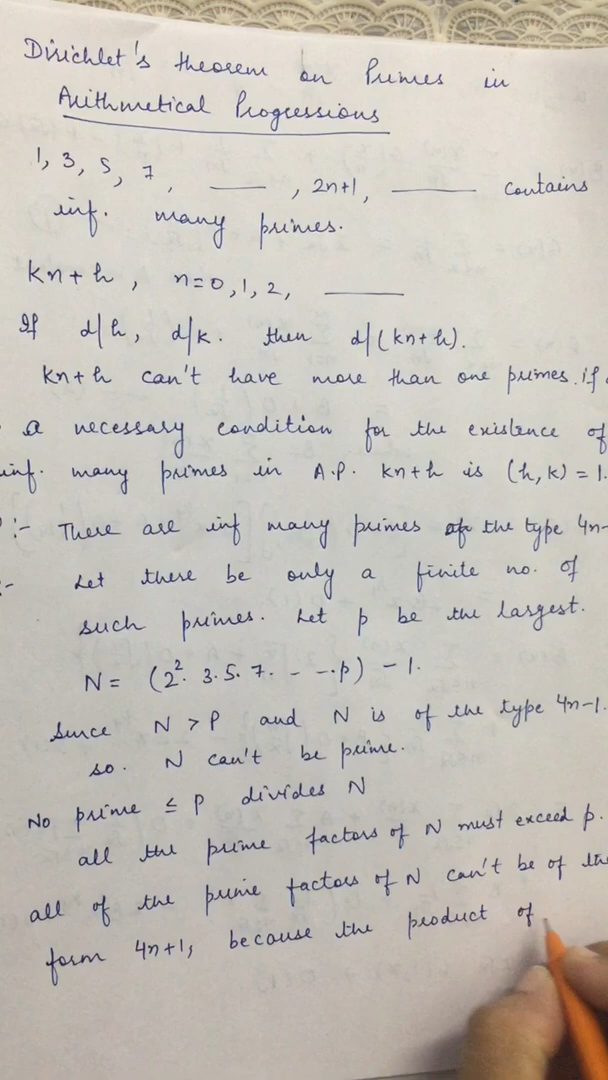 Dirichlet's theorem on Primes in
Arithmetical Progressions
1, 3, 5, 7, ___, 2n+1, ___ contains
inf. many primes.
kn+h, n=0,1,2, ___
If d/h, d/k. then d/(kn+h).
kn+h can't have more than one primes if
a necessary condition for the existence of
inf. many primes in A.P. kn+h is (h,k) = 1.
:- There are inf many primes of the type 4n-
:- Let there be only a finite no. of
such primes. Let p be the largest.
N = (2². 3.5.7. - - -.p) - 1.
Since N > P and N is of the type 4n-1.
so. N can't be prime.
No prime ≤ P divides N
all the prime factors of N must exceed p.
all of the prime factors of N can't be of the
form 4n+1, because the product of